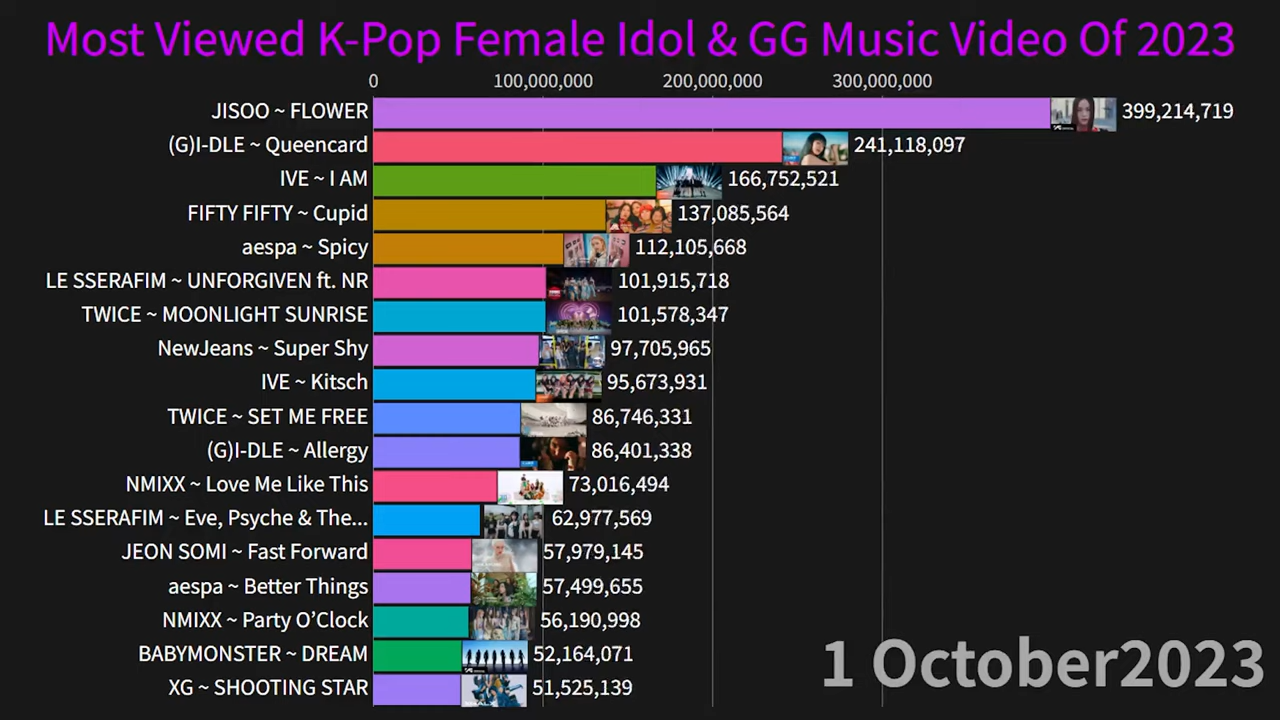 Most Viewed K-Pop Female Idol & GG Music Video Of 2023
0 100,000,000 200,000,000 300,000,000
JISOO ~ FLOWER 399,214,719
(G)I-DLE ~ Queencard 241,118,097
IVE ~ I AM 166,752,521
FIFTY FIFTY ~ Cupid 137,085,564
aespa ~ Spicy 112,105,668
LE SSERAFIM ~ UNFORGIVEN ft. NR 101,915,718
TWICE ~ MOONLIGHT SUNRISE 101,578,347
NewJeans ~ Super Shy 97,705,965
IVE ~ Kitsch 95,673,931
TWICE ~ SET ME FREE 86,746,331
(G)I-DLE ~ Allergy 86,401,338
NMIXX ~ Love Me Like This 73,016,494
LE SSERAFIM ~ Eve, Psyche & The... 62,977,569
JEON SOMI ~ Fast Forward 57,979,145
aespa ~ Better Things 57,499,655
NMIXX ~ Party O’Clock 56,190,998
BABYMONSTER ~ DREAM 52,164,071
XG ~ SHOOTING STAR 51,525,139
1 October2023